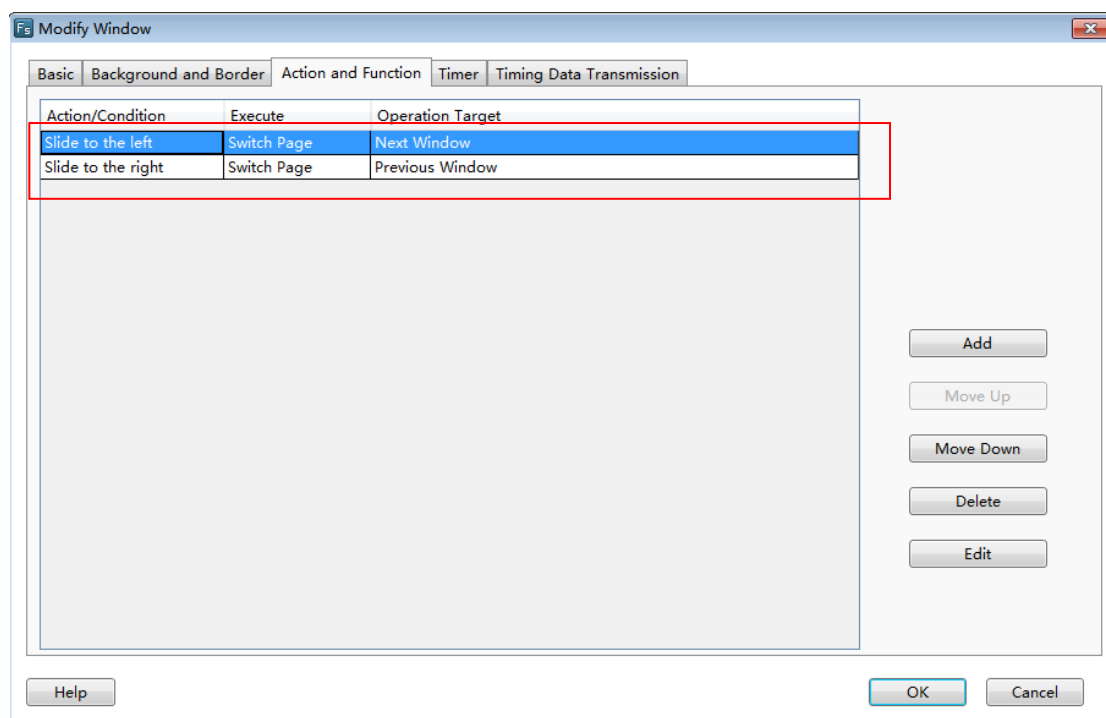 Fs Modify Window
Basic Background and Border Action and Function Timer Timing Data Transmission
Action/Condition Execute Operation Target
Slide to the left Switch Page Next Window
Slide to the right Switch Page Previous Window
Add
Move Up
Move Down
Delete
Edit
Help OK Cancel